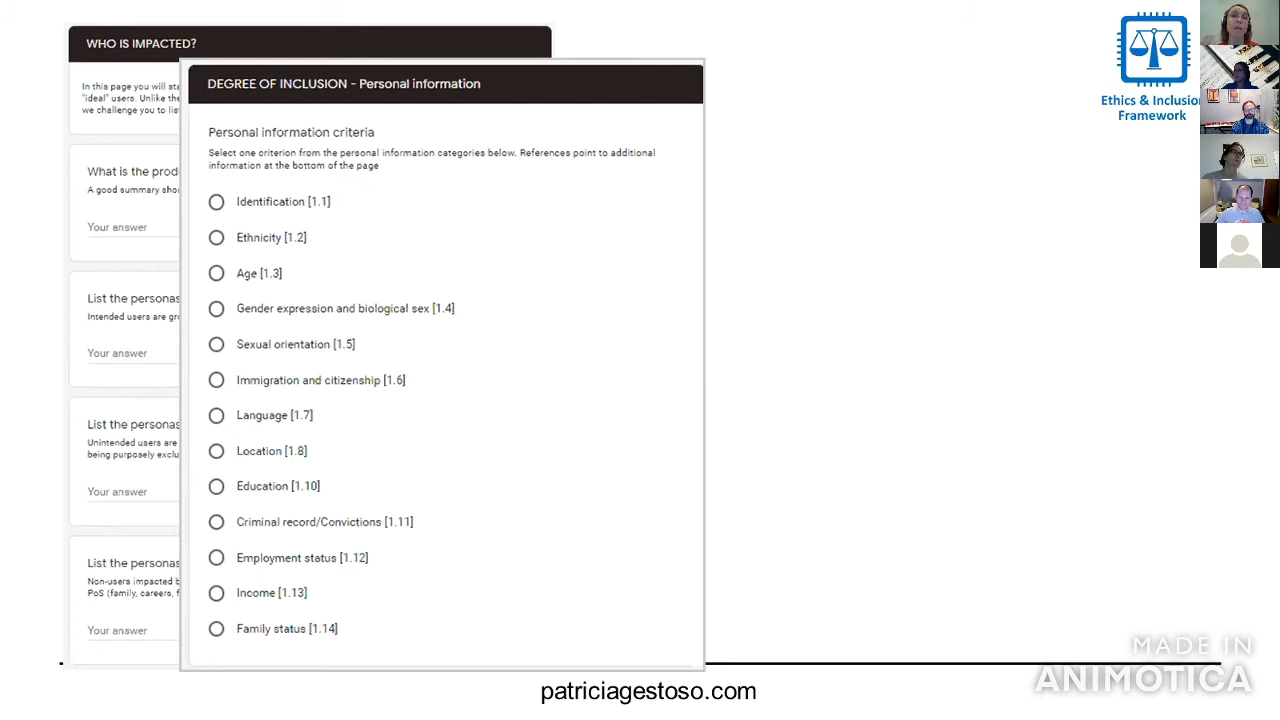 WHO IS IMPACTED?
In this page you will sta
"ideal" users. Unlike the
we challenge you to lis
What is the prod
A good summary shou
Your answer
List the personas
Intended users are gr
Your answer
List the personas
Unintended users are
being purposely exclu
Your answer
List the personas
Non-users impacted b
PoS (family, careers, f
Your answer
DEGREE OF INCLUSION - Personal information
Personal information criteria
Select one criterion from the personal information categories below. References point to additional
information at the bottom of the page
Identification [1.1]
Ethnicity [1.2]
Age [1.3]
Gender expression and biological sex [1.4]
Sexual orientation [1.5]
Immigration and citizenship [1.6]
Language [1.7]
Location [1.8]
Education [1.10]
Criminal record/Convictions [1.11]
Employment status [1.12]
Income [1.13]
Family status [1.14]
Ethics & Inclusion
Framework
patriciagestoso.com
MADE IN
ANIMOTICA